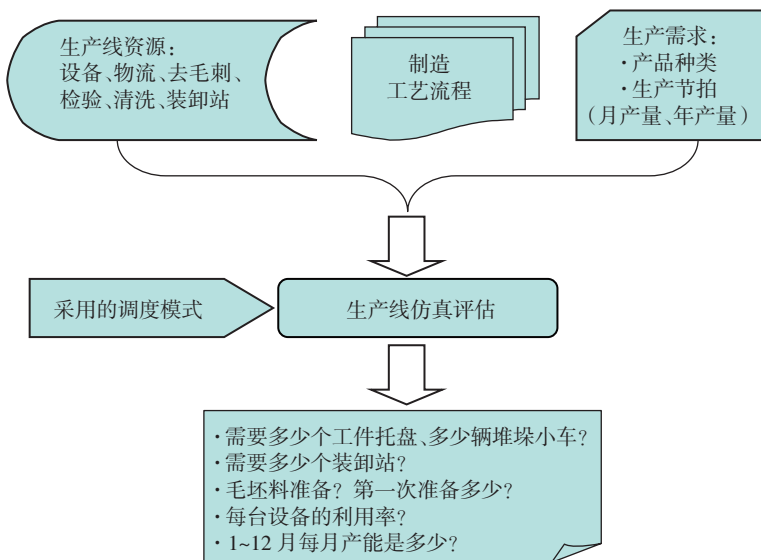 生产线资源：
设备、物流、去毛刺、
检验、清洗、装卸站
制造
工艺流程
生产需求：
·产品种类
·生产节拍
（月产量、年产量）
采用的调度模式
生产线仿真评估
·需要多少个工件托盘、多少辆堆垛小车？
·需要多少个装卸站？
·毛坯料准备？第一次准备多少？
·每台设备的利用率？
·1~12月每月产能是多少？